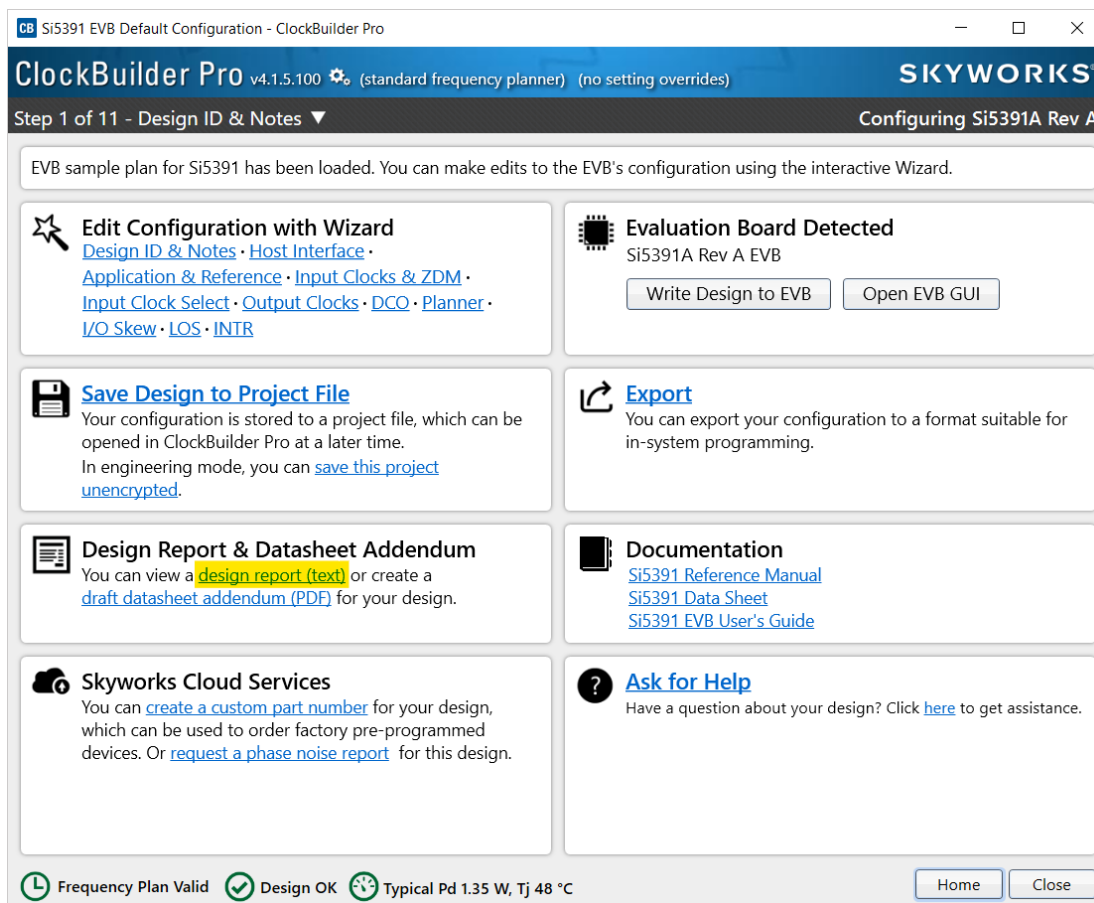 CB Si5391 EVB Default Configuration - ClockBuilder Pro
ClockBuilder Pro v4.1.5.100 (standard frequency planner) (no setting overrides)
SKYWORKS
Step 1 of 11 - Design ID & Notes ▼
Configuring Si5391A Rev A
EVB sample plan for Si5391 has been loaded. You can make edits to the EVB's configuration using the interactive Wizard.
Edit Configuration with Wizard
Design ID & Notes · Host Interface ·
Application & Reference · Input Clocks & ZDM ·
Input Clock Select · Output Clocks · DCO · Planner ·
I/O Skew · LOS · INTR
Evaluation Board Detected
Si5391A Rev A EVB
Write Design to EVB
Open EVB GUI
Save Design to Project File
Your configuration is stored to a project file, which can be
opened in ClockBuilder Pro at a later time.
In engineering mode, you can save this project
unencrypted.
Export
You can export your configuration to a format suitable for
in-system programming.
Design Report & Datasheet Addendum
You can view a design report (text) or create a
draft datasheet addendum (PDF) for your design.
Documentation
Si5391 Reference Manual
Si5391 Data Sheet
Si5391 EVB User's Guide
Skyworks Cloud Services
You can create a custom part number for your design,
which can be used to order factory pre-programmed
devices. Or request a phase noise report for this design.
? Ask for Help
Have a question about your design? Click here to get assistance.
Frequency Plan Valid
Design OK
Typical Pd 1.35 W, Tj 48 °C
Home
Close